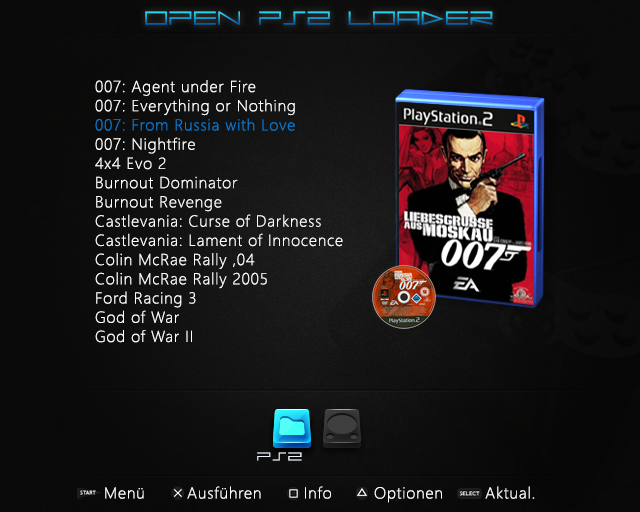 OPEN PS2 LOADER
007: Agent under Fire
007: Everything or Nothing
007: From Russia with Love
007: Nightfire
4x4 Evo 2
Burnout Dominator
Burnout Revenge
Castlevania: Curse of Darkness
Castlevania: Lament of Innocence
Colin McRae Rally ,04
Colin McRae Rally 2005
Ford Racing 3
God of War
God of War II
PlayStation.2
LIEBESGRÜSSE
AUS MOSKAU
007
EA
007
PlayStation.2
PS2
START Menü
Ausführen
Info
Optionen
SELECT Aktual.